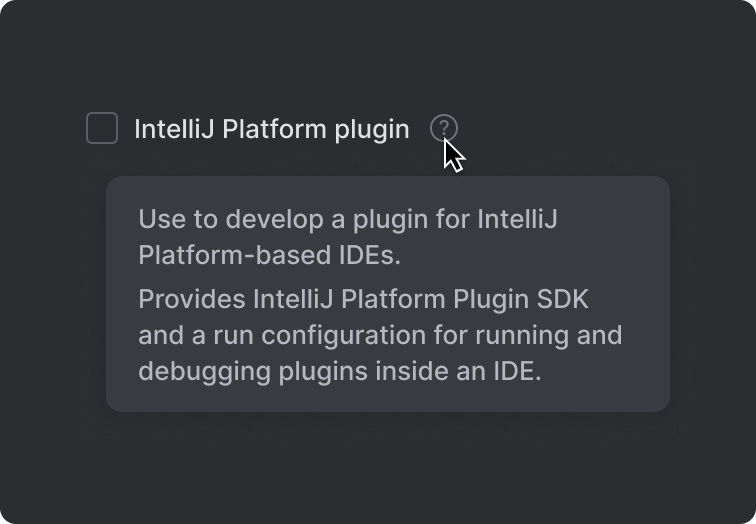 IntelliJ Platform plugin ?
Use to develop a plugin for IntelliJ
Platform-based IDEs.
Provides IntelliJ Platform Plugin SDK
and a run configuration for running and
debugging plugins inside an IDE.